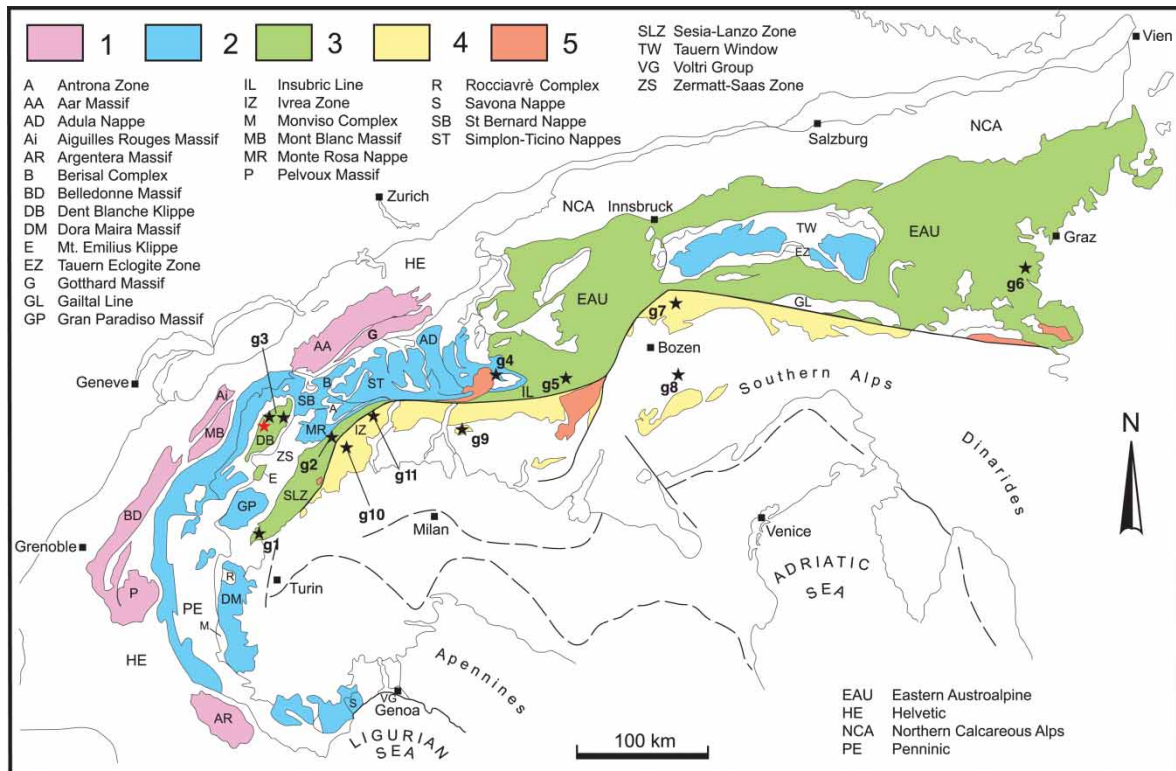 1
2
3
4
5
A Antrona Zone
AA Aar Massif
AD Adula Nappe
Ai Aiguilles Rouges Massif
AR Argentera Massif
B Berisal Complex
BD Belledonne Massif
DB Dent Blanche Klippe
DM Dora Maira Massif
E Mt. Emilius Klippe
EZ Tauern Eclogite Zone
G Gotthard Massif
GL Gailtal Line
GP Gran Paradiso Massif
IL Insubric Line
IZ Ivrea Zone
M Monviso Complex
MB Mont Blanc Massif
MR Monte Rosa Nappe
P Pelvoux Massif
R Rocciavrè Complex
S Savona Nappe
SB St Bernard Nappe
ST Simplon-Ticino Nappes
SLZ Sesia-Lanzo Zone
TW Tauern Window
VG Voltri Group
ZS Zermatt-Saas Zone
Vien
Salzburg
NCA
Zurich
NCA
Innsbruck
TW
EZ
EAU
Graz
g6
HE
EAU
GL
g7
Bozen
g8
Southern Alps
Dinarides
N
G
AA
AD
g3
Geneve
B
ST
g4
g5
IL
Ai
SB
A
MB
DB
MR
IZ
g9
ZS
g2
g11
E
SLZ
g10
GP
BD
g1
Milan
Venice
Grenoble
ADRIATIC
SEA
Turin
R
P
DM
PE
M
HE
Apennines
S
VG
Genoa
AR
LIGURIAN
SEA
100 km
EAU Eastern Austroalpine
HE Helvetic
NCA Northern Calcareous Alps
PE Penninic